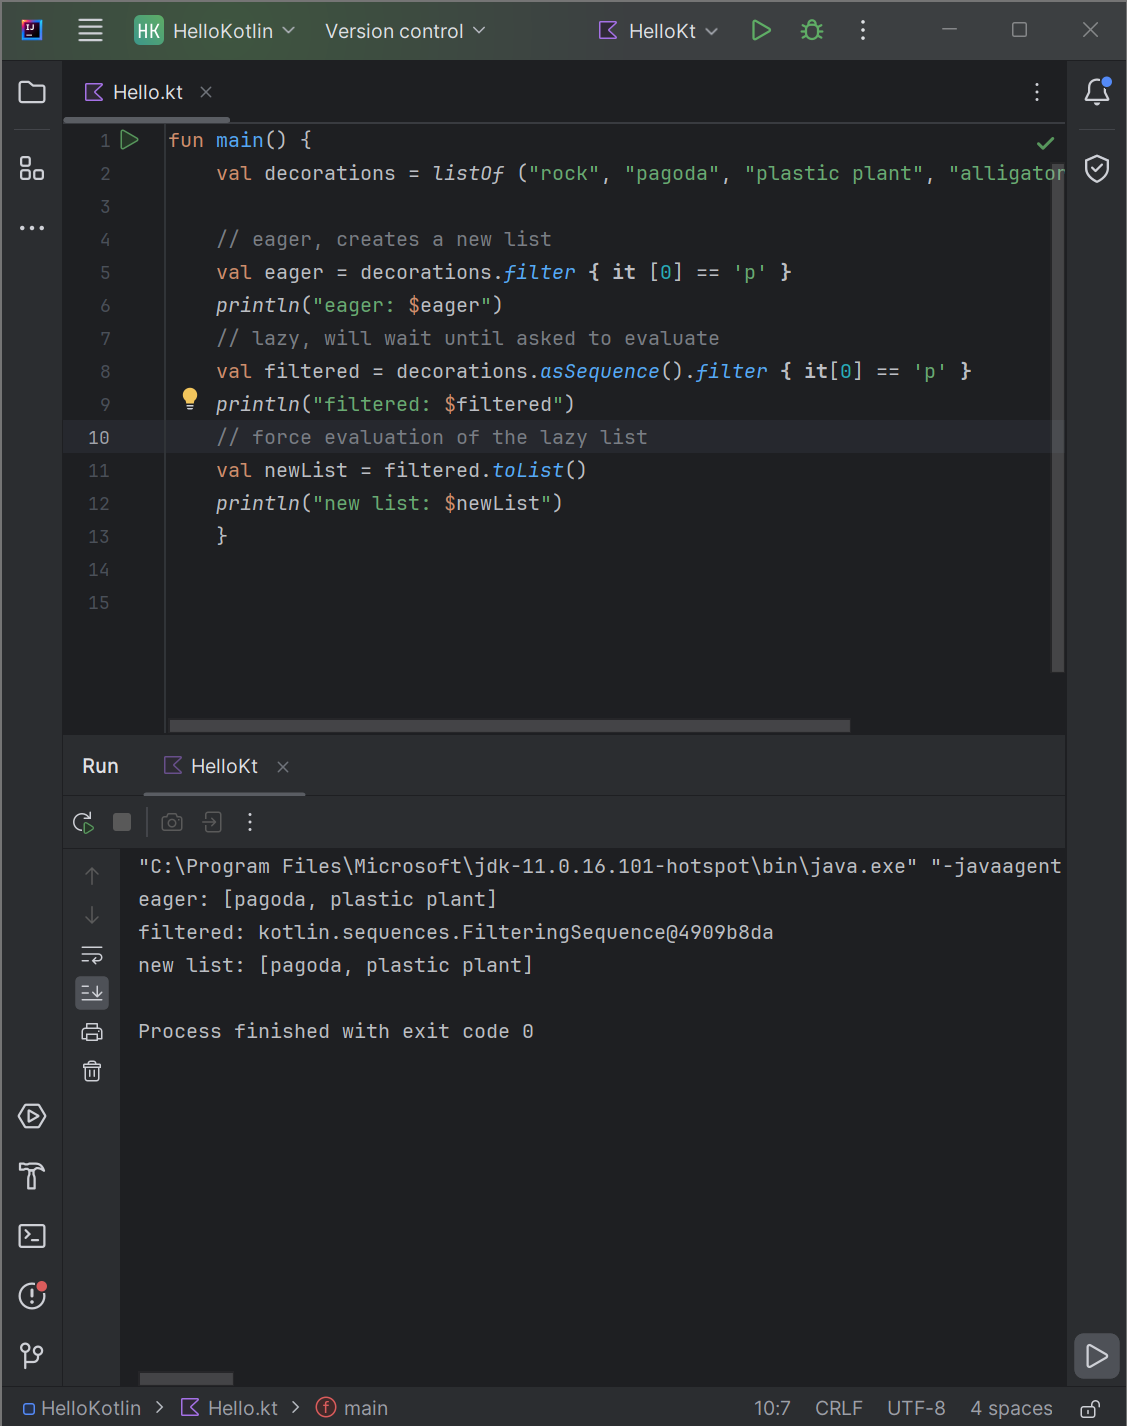 HK HelloKotlin Version control HelloKt
Hello.kt
1 fun main() {
2 val decorations = listOf ("rock", "pagoda", "plastic plant", "alligator
3
4 // eager, creates a new list
5 val eager = decorations.filter { it [0] == 'p' }
6 println("eager: $eager")
7 // lazy, will wait until asked to evaluate
8 val filtered = decorations.asSequence().filter { it[0] == 'p' }
9 println("filtered: $filtered")
10 // force evaluation of the lazy list
11 val newList = filtered.toList()
12 println("new list: $newList")
13 }
14
15
Run HelloKt
"C:\Program Files\Microsoft\jdk-11.0.16.101-hotspot\bin\java.exe" "-javaagent
eager: [pagoda, plastic plant]
filtered: kotlin.sequences.FilteringSequence@4909b8da
new list: [pagoda, plastic plant]
Process finished with exit code 0
HelloKotlin > Hello.kt > f main 10:7 CRLF UTF-8 4 spaces